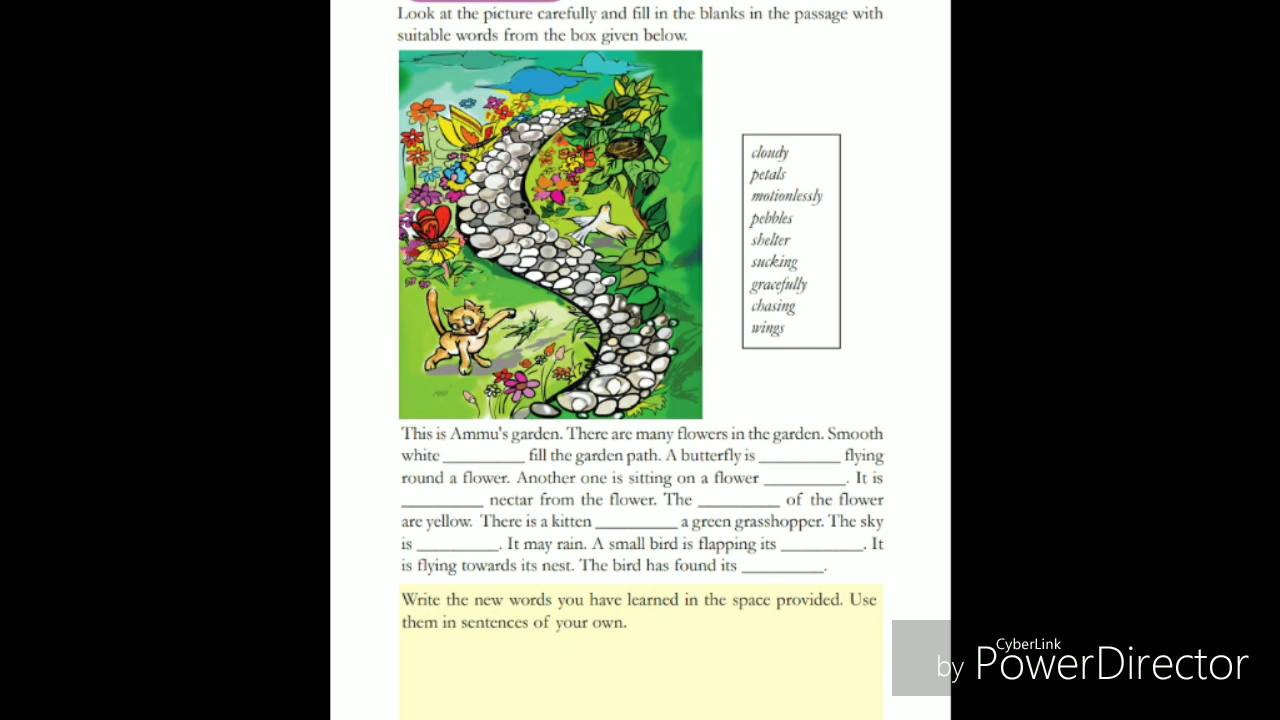 Look at the picture carefully and fill in the blanks in the passage with
suitable words from the box given below.
cloudy
petals
motionlessly
pebbles
shelter
sucking
gracefully
chasing
wings
This is Ammu's garden. There are many flowers in the garden. Smooth
white __________ fill the garden path. A butterfly is __________ flying
round a flower. Another one is sitting on a flower __________. It is
__________ nectar from the flower. The __________ of the flower
are yellow. There is a kitten __________ a green grasshopper. The sky
is __________. It may rain. A small bird is flapping its __________. It
is flying towards its nest. The bird has found its __________.
Write the new words you have learned in the space provided. Use
them in sentences of your own.
CyberLink
by PowerDirector